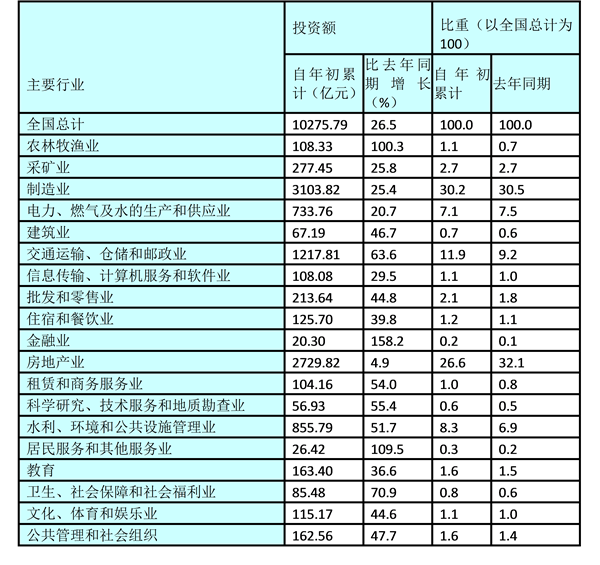 主要行业 投资额 比重（以全国总计为100）
自年初累计（亿元） 比去年同期增长（%） 自年初累计 去年同期
全国总计 10275.79 26.5 100.0 100.0
农林牧渔业 108.33 100.3 1.1 0.7
采矿业 277.45 25.8 2.7 2.7
制造业 3103.82 25.4 30.2 30.5
电力、燃气及水的生产和供应业 733.76 20.7 7.1 7.5
建筑业 67.19 46.7 0.7 0.6
交通运输、仓储和邮政业 1217.81 63.6 11.9 9.2
信息传输、计算机服务和软件业 108.08 29.5 1.1 1.0
批发和零售业 213.64 44.8 2.1 1.8
住宿和餐饮业 125.70 39.8 1.2 1.1
金融业 20.30 158.2 0.2 0.1
房地产业 2729.82 4.9 26.6 32.1
租赁和商务服务业 104.16 54.0 1.0 0.8
科学研究、技术服务和地质勘查业 56.93 55.4 0.6 0.5
水利、环境和公共设施管理业 855.79 51.7 8.3 6.9
居民服务和其他服务业 26.42 109.5 0.3 0.2
教育 163.40 36.6 1.6 1.5
卫生、社会保障和社会福利业 85.48 70.9 0.8 0.6
文化、体育和娱乐业 115.17 44.6 1.1 1.0
公共管理和社会组织 162.56 47.7 1.6 1.4